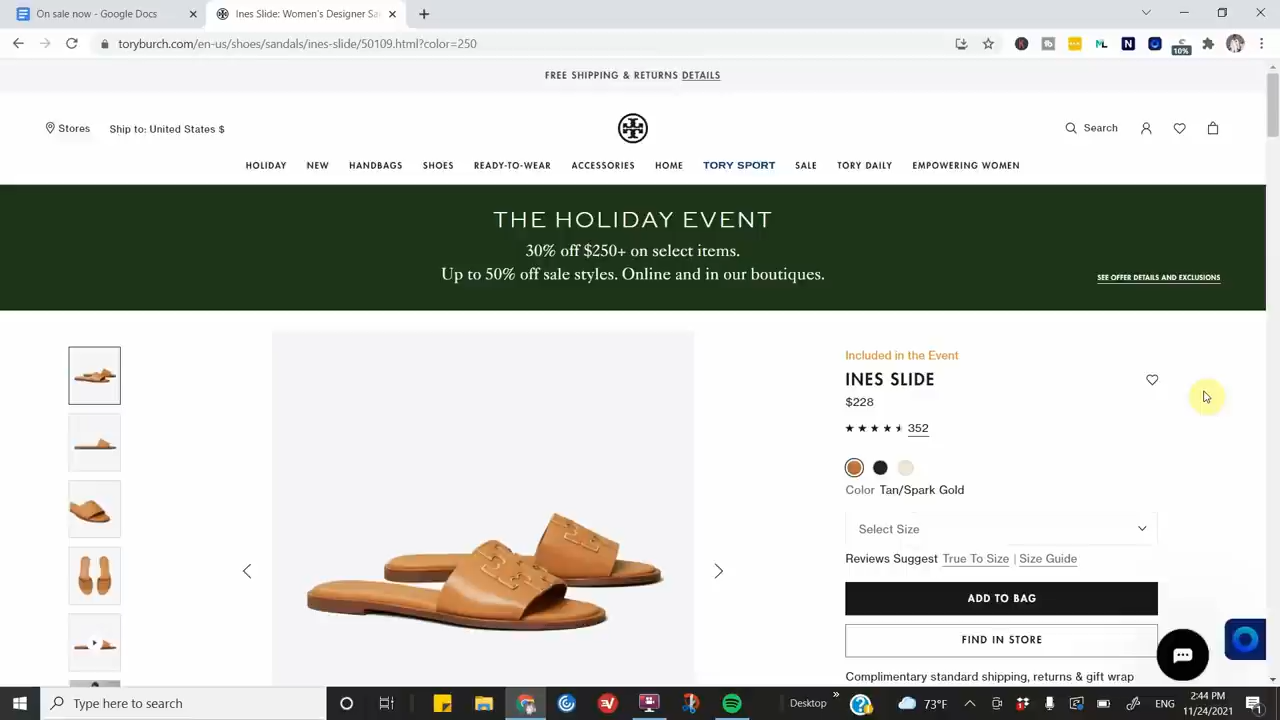 On sale now - Google Docs
Ines Slide: Women's Designer Sa
toryburch.com/en-us/shoes/sandals/ines-slide/59109.html?color=250
10%
FREE SHIPPING & RETURNS DETAILS
Stores
Ship to: United States $
Search
HOLIDAY NEW HANDBAGS SHOES READY-TO-WEAR ACCESSORIES HOME TORY SPORT SALE TORY DAILY EMPOWERING WOMEN
THE HOLIDAY EVENT
30% off $250+ on select items.
Up to 50% off sale styles. Online and in our boutiques.
SEE OFFER DETAILS AND EXCLUSIONS
Included in the Event
INES SLIDE
$228
352
Color Tan/Spark Gold
Select Size
Reviews Suggest True To Size | Size Guide
ADD TO BAG
FIND IN STORE
Complimentary standard shipping, returns & gift wrap
Type here to search
Desktop
73°F
ENG
2:44 PM
11/24/2021